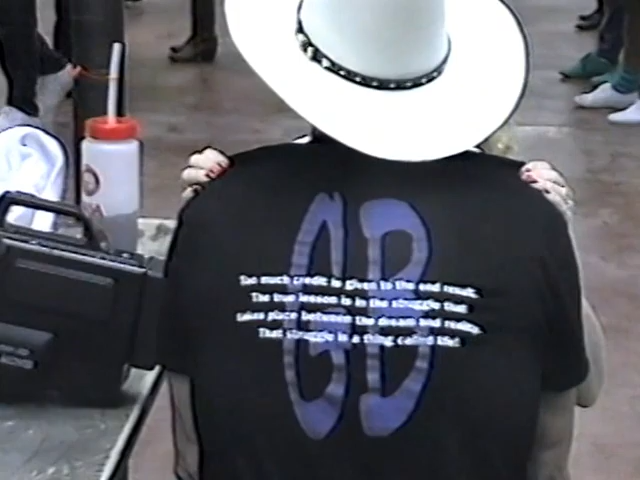 GB
Too much credit is given to the end result.
The true lesson is in the struggle that
takes place between the dream and reality.
That struggle is a thing called life!